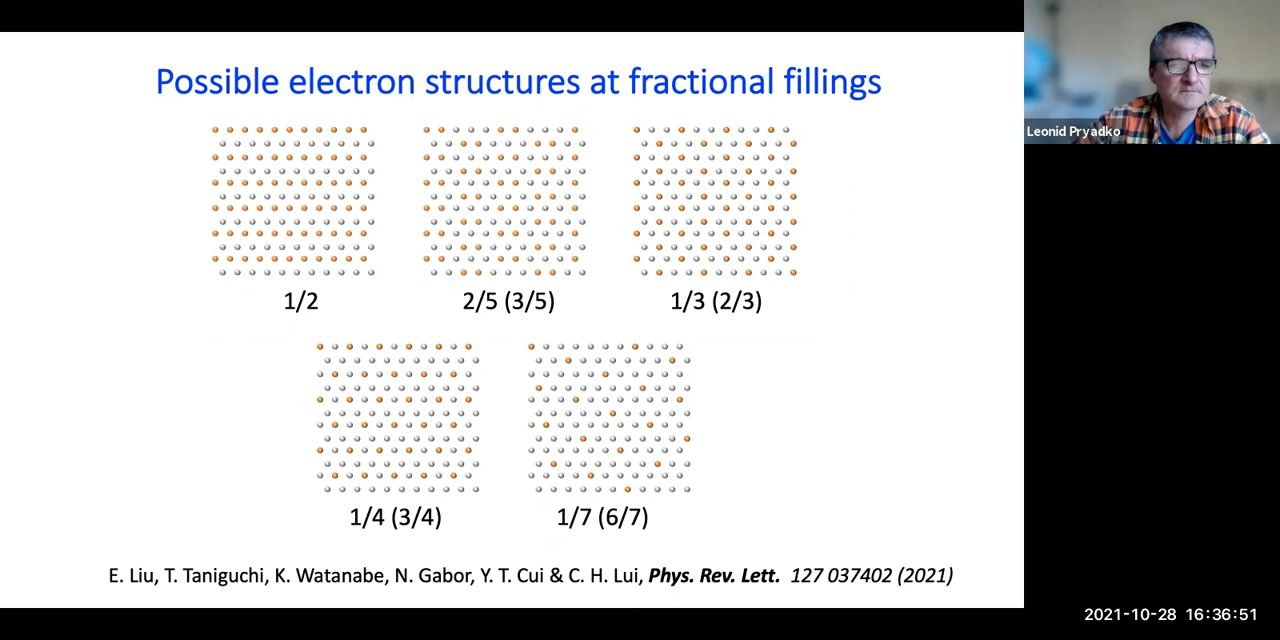 Possible electron structures at fractional fillings
Leonid Pryadko
1/2
2/5 (3/5)
1/3 (2/3)
1/4 (3/4)
1/7 (6/7)
E. Liu, T. Taniguchi, K. Watanabe, N. Gabor, Y. T. Cui & C. H. Lui, Phys. Rev. Lett. 127 037402 (2021)
2021-10-28 16:36:51